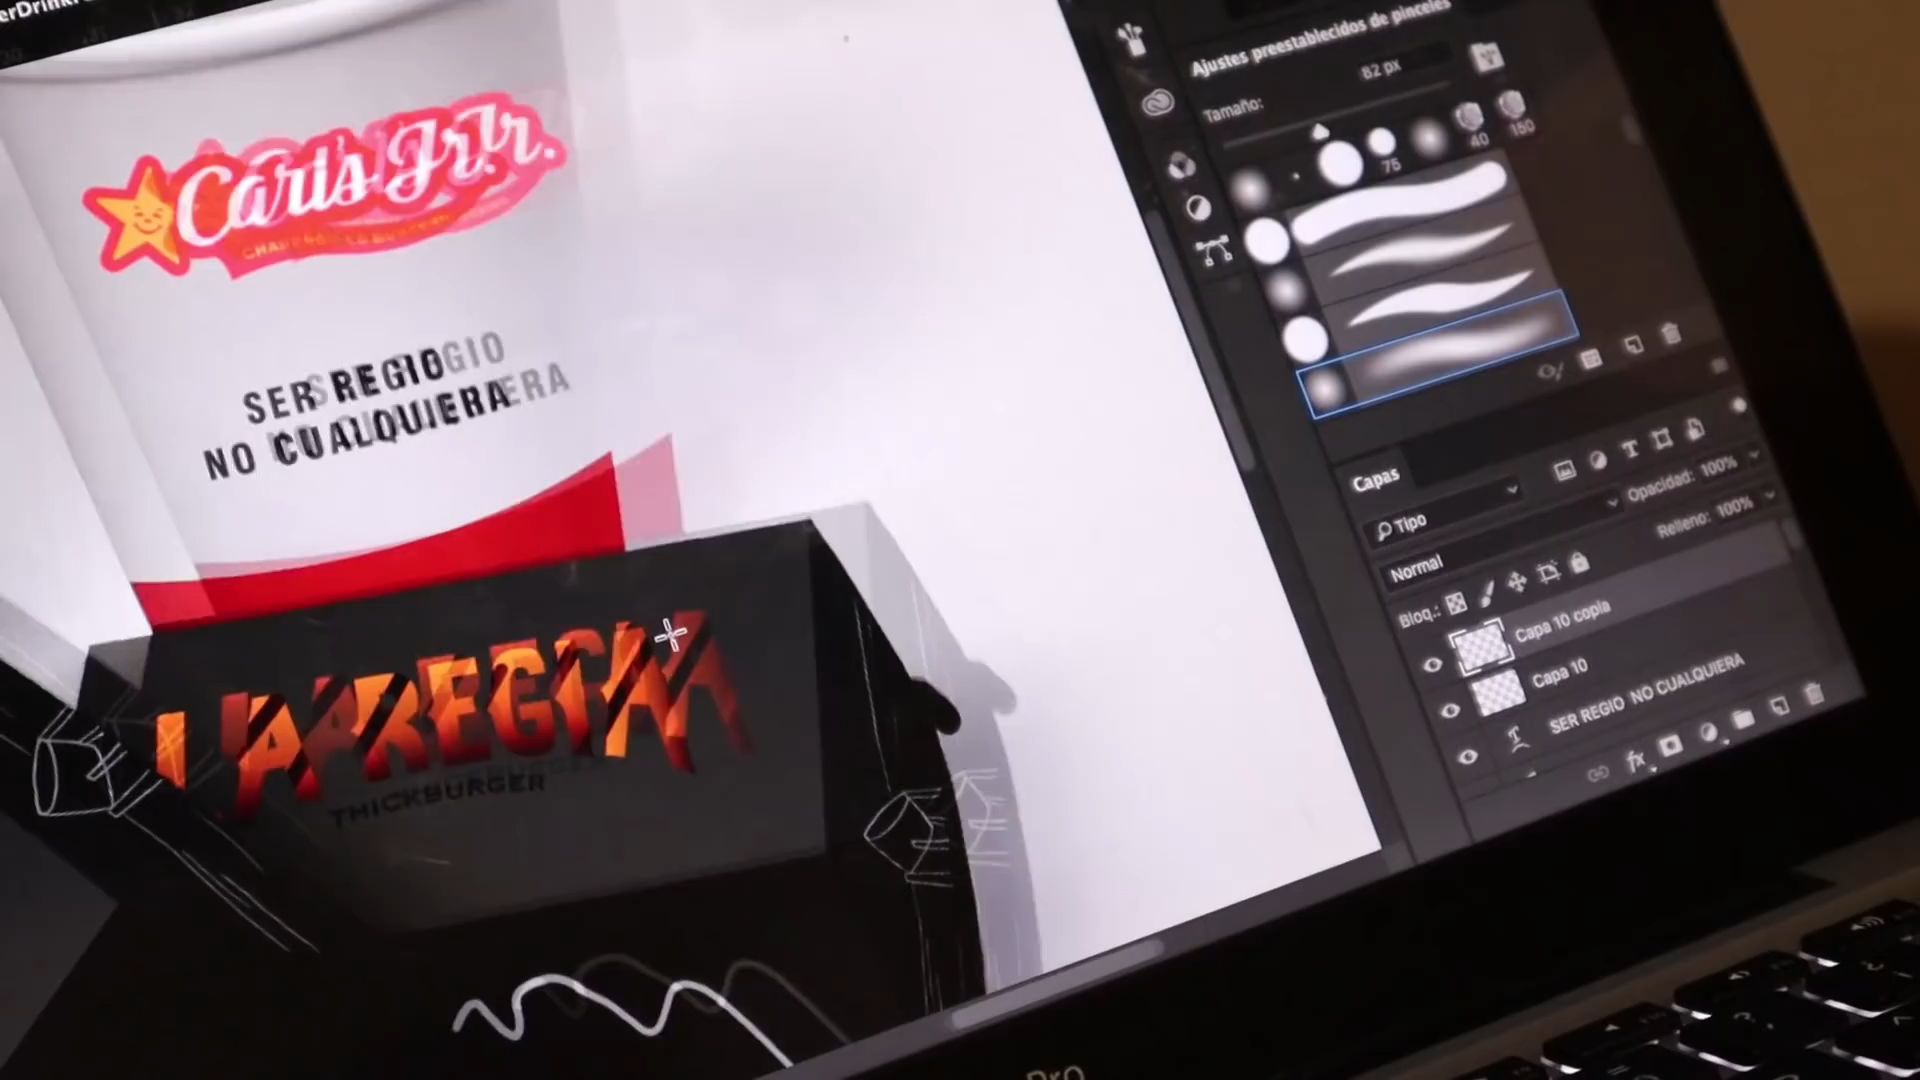 Carl's Jr.
SER REGIO
NO CUALQUIERA
LA REGIA
THICKBURGER
Ajustes preestablecidos de pinceles
Tamaño:
82 px
75
40
150
Capas
Tipo
Normal
Opacidad: 100%
Bloq.:
Relleno: 100%
Capa 10 copia
Capa 10
SER REGIO NO CUALQUIERA
Pro